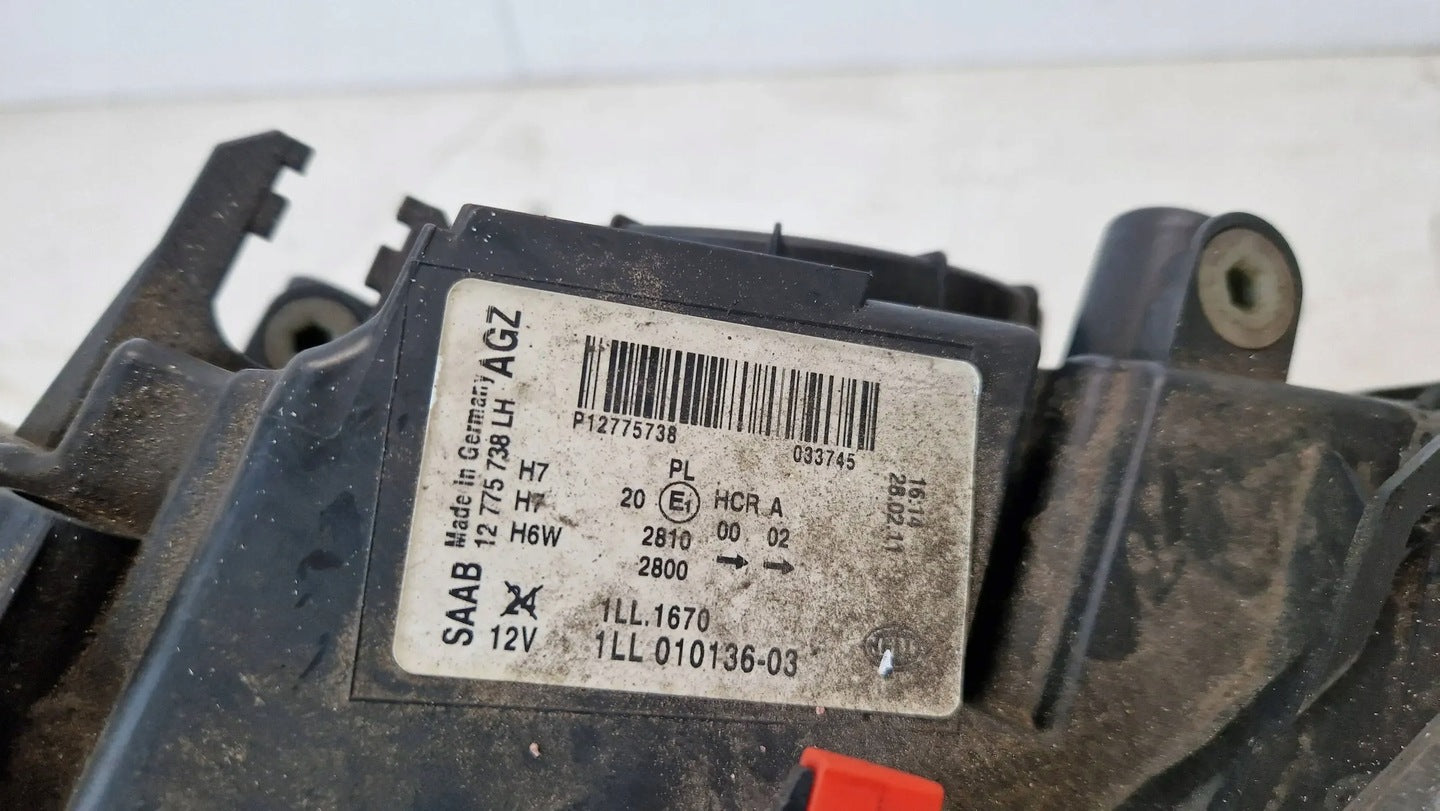 P12775738
033745
SAAB Made in Germany
12 775 738 LH AGZ
H7
H7
H6W
12V
PL
20 E1 HCR A
2810 00 02
2800 → →
1LL.1670
1LL 010136-03
16:14
28.02.11